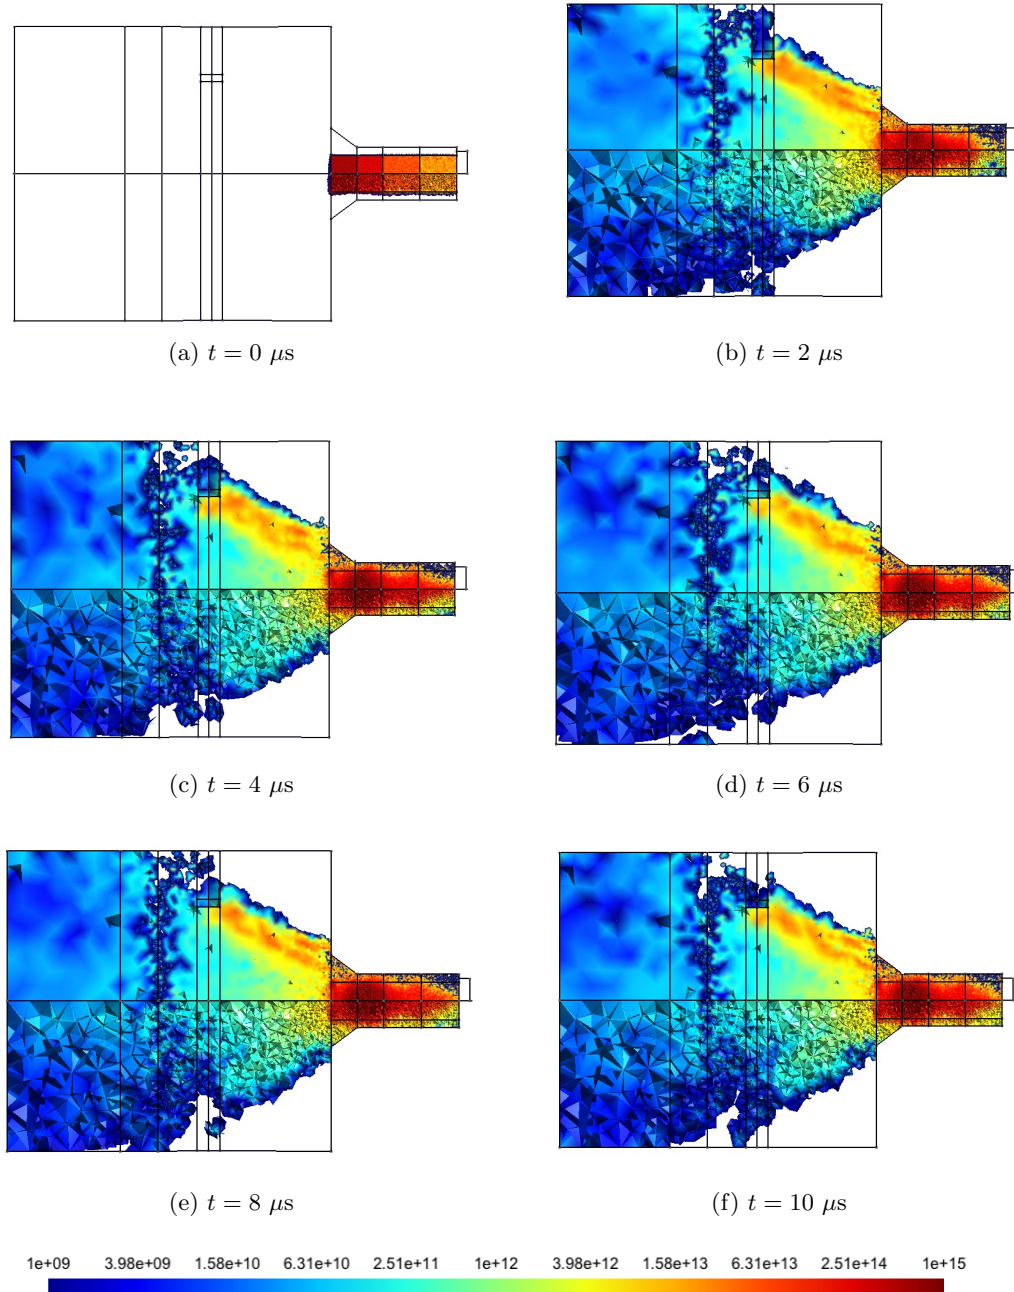 (a) t = 0 μs
(b) t = 2 μs
(c) t = 4 μs
(d) t = 6 μs
(e) t = 8 μs
(f) t = 10 μs
1e+09 3.98e+09 1.58e+10 6.31e+10 2.51e+11 1e+12 3.98e+12 1.58e+13 6.31e+13 2.51e+14 1e+15